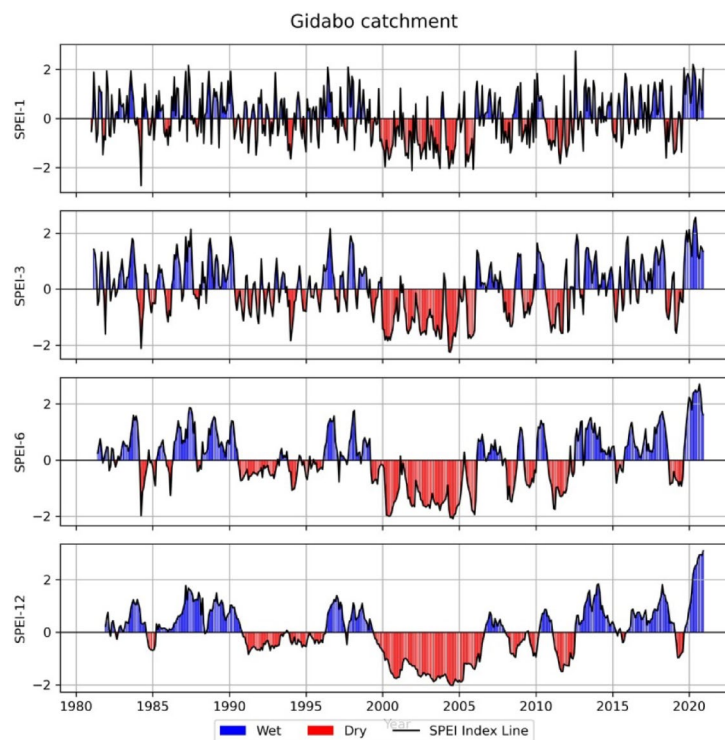 Gidabo catchment
2
0
−2
SPEI-1
2
0
−2
SPEI-3
2
0
−2
SPEI-6
2
0
−2
SPEI-12
1980 1985 1990 1995 2000 2005 2010 2015 2020
Year
Wet Dry SPEI Index Line